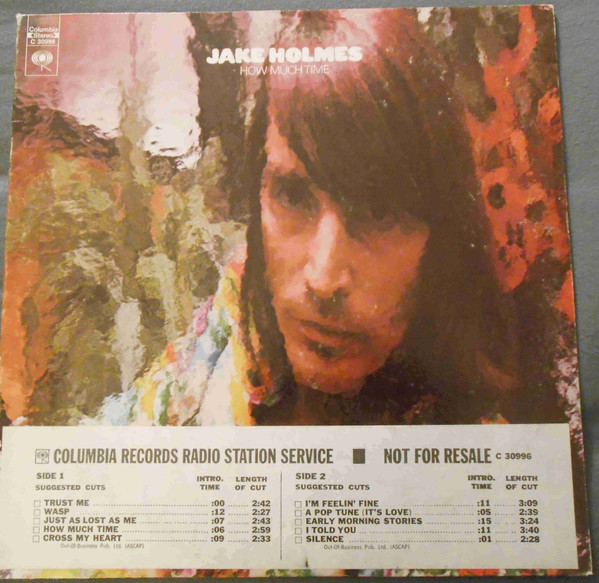 Columbia
Stereo
C 30996
JAKE HOLMES
HOW MUCH TIME
COLUMBIA RECORDS RADIO STATION SERVICE ■ NOT FOR RESALE C 30996
SIDE 1
SUGGESTED CUTS INTRO. TIME LENGTH OF CUT
TRUST ME :00 2:42
WASP :12 2:27
JUST AS LOST AS ME :07 2:43
HOW MUCH TIME :06 2:59
CROSS MY HEART :09 2:33
Out-Of-Business Pub. Ltd. (ASCAP)
SIDE 2
SUGGESTED CUTS INTRO. TIME LENGTH OF CUT
I'M FEELIN' FINE :11 3:09
A POP TUNE (IT'S LOVE) :05 2:39
EARLY MORNING STORIES :15 3:24
I TOLD YOU :11 3:40
SILENCE :01 2:28
Out-Of-Business Pub. Ltd. (ASCAP)